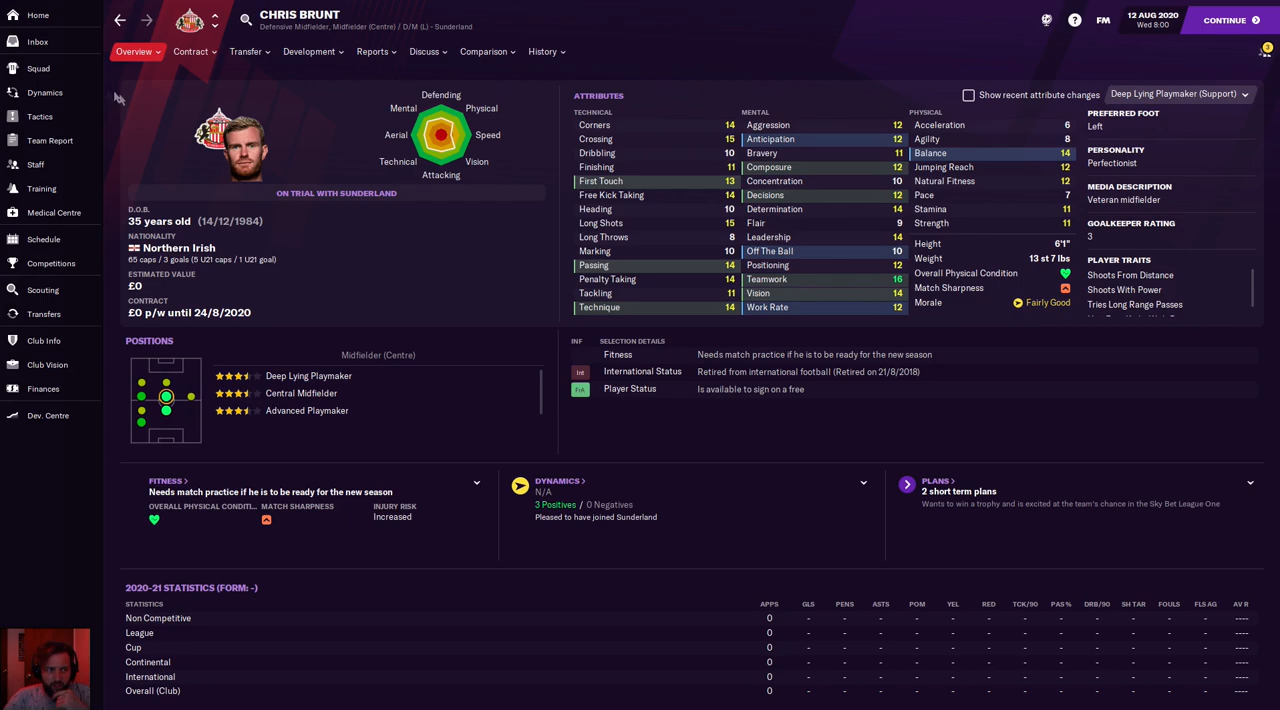 Home
Inbox
Squad
Dynamics
Tactics
Team Report
Staff
Training
Medical Centre
Schedule
Competitions
Scouting
Transfers
Club Info
Club Vision
Finances
Dev. Centre
CHRIS BRUNT
Defensive Midfielder, Midfielder (Centre) / D/M (L) - Sunderland
? FM
12 AUG 2020
Wed 8:00
CONTINUE
3
Overview Contract Transfer Development Reports Discuss Comparison History
Defending
Mental Physical
Aerial Speed
Technical Vision
Attacking
ON TRIAL WITH SUNDERLAND
D.O.B.
35 years old (14/12/1984)
NATIONALITY
Northern Irish
65 caps / 3 goals (5 U21 caps / 1 U21 goal)
ESTIMATED VALUE
£0
CONTRACT
£0 p/w until 24/8/2020
ATTRIBUTES
Show recent attribute changes
Deep Lying Playmaker (Support)
TECHNICAL MENTAL PHYSICAL
Corners 14 Aggression 12 Acceleration 6
Crossing 15 Anticipation 12 Agility 8
Dribbling 10 Bravery 11 Balance 14
Finishing 11 Composure 12 Jumping Reach 12
First Touch 13 Concentration 10 Natural Fitness 12
Free Kick Taking 14 Decisions 12 Pace 7
Heading 10 Determination 14 Stamina 11
Long Shots 15 Flair 9 Strength 11
Long Throws 8 Leadership 14
Marking 10 Off The Ball 10
Passing 14 Positioning 12
Penalty Taking 14 Teamwork 16
Tackling 11 Vision 14
Technique 14 Work Rate 12
Height 6'1"
Weight 13 st 7 lbs
Overall Physical Condition
Match Sharpness
Morale Fairly Good
PREFERRED FOOT
Left
PERSONALITY
Perfectionist
MEDIA DESCRIPTION
Veteran midfielder
GOALKEEPER RATING
3
PLAYER TRAITS
Shoots From Distance
Shoots With Power
Tries Long Range Passes
POSITIONS
Midfielder (Centre)
Deep Lying Playmaker
Central Midfielder
Advanced Playmaker
INF SELECTION DETAILS
Fitness Needs match practice if he is to be ready for the new season
Int International Status Retired from international football (Retired on 21/8/2018)
FrA Player Status Is available to sign on a free
FITNESS >
Needs match practice if he is to be ready for the new season
OVERALL PHYSICAL CONDITI... MATCH SHARPNESS INJURY RISK
Increased
DYNAMICS >
N/A
3 Positives / 0 Negatives
Pleased to have joined Sunderland
PLANS >
2 short term plans
Wants to win a trophy and is excited at the team's chance in the Sky Bet League One
2020-21 STATISTICS (FORM: -)
STATISTICS APPS GLS PENS ASTS POM YEL RED TCK/90 PAS % DRB/90 SH TAR FOULS FLS AG AV R
Non Competitive 0 - - - - - - - - - - - - ----
League 0 - - - - - - - - - - - - ----
Cup 0 - - - - - - - - - - - - ----
Continental 0 - - - - - - - - - - - - ----
International 0 - - - - - - - - - - - - ----
Overall (Club) 0 - - - - - - - - - - - - ----